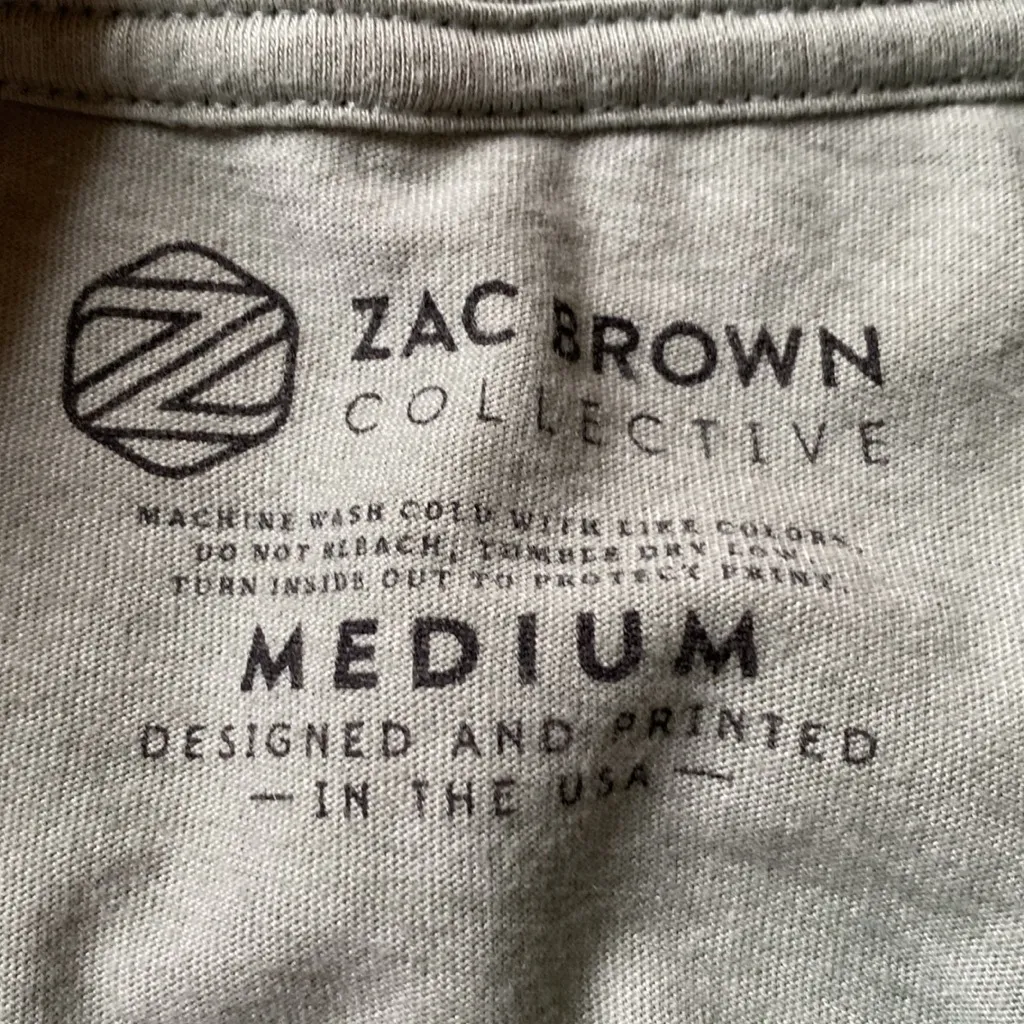 ZAC BROWN
COLLECTIVE
MACHINE WASH COLD WITH LIKE COLORS.
DO NOT BLEACH, TUMBLE DRY LOW.
TURN INSIDE OUT TO PROTECT PRINT.
MEDIUM
DESIGNED AND PRINTED
— IN THE USA —